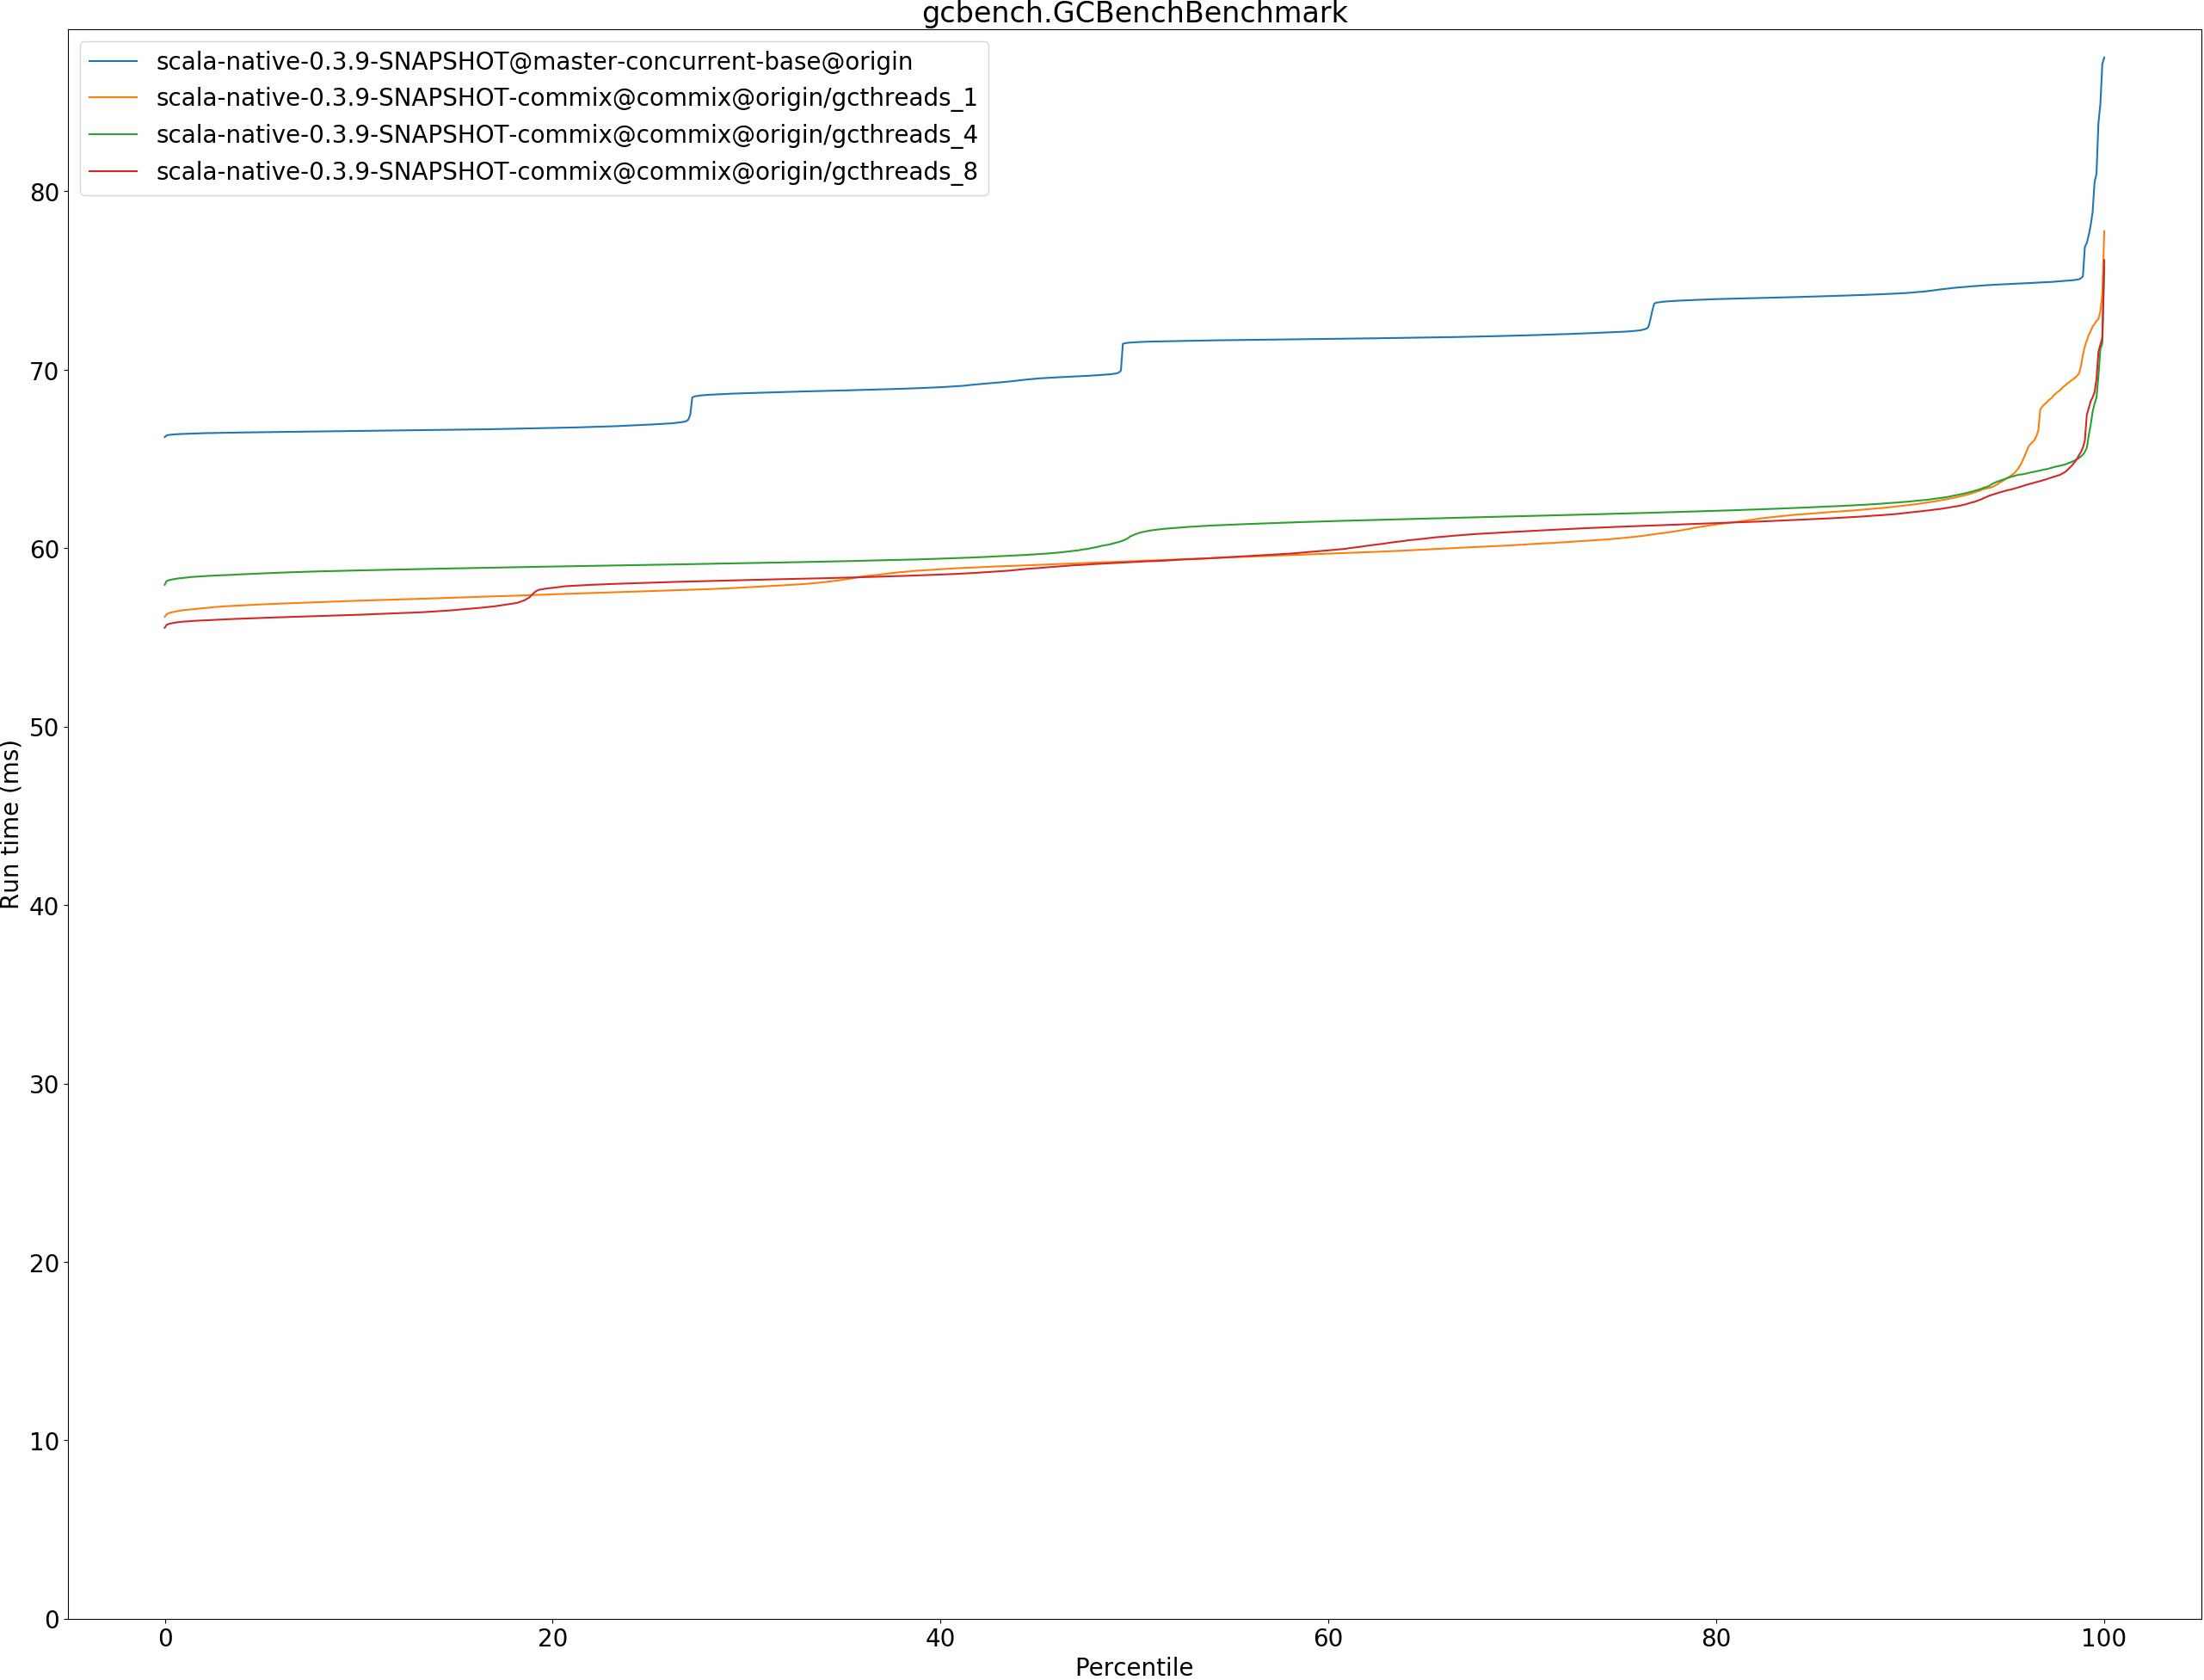 gcbench.GCBenchBenchmark
scala-native-0.3.9-SNAPSHOT@master-concurrent-base@origin
scala-native-0.3.9-SNAPSHOT-commix@commix@origin/gcthreads_1
scala-native-0.3.9-SNAPSHOT-commix@commix@origin/gcthreads_4
scala-native-0.3.9-SNAPSHOT-commix@commix@origin/gcthreads_8
80
70
60
50
40
30
20
10
0
Run time (ms)
0 20 40 60 80 100
Percentile